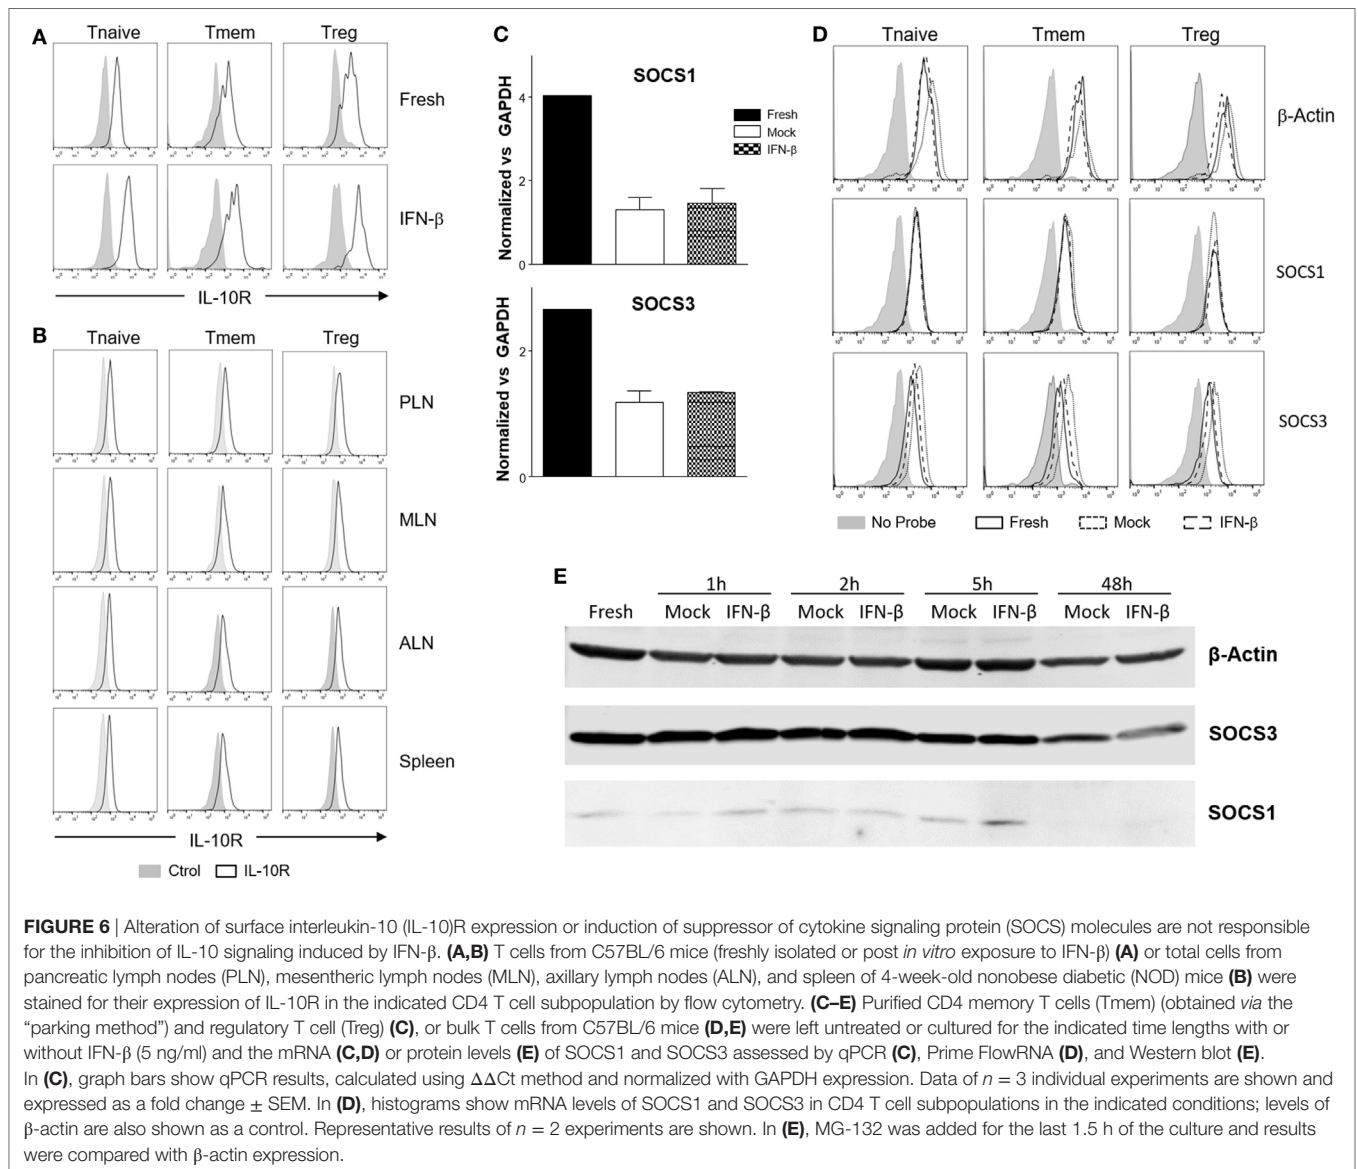 A
Tnaive Tmem Treg
Fresh
IFN-β
IL-10R
B
Tnaive Tmem Treg
PLN
MLN
ALN
Spleen
IL-10R
Ctrol IL-10R
C
SOCS1
Normalized vs GAPDH
4
2
0
Fresh
Mock
IFN-β
SOCS3
Normalized vs GAPDH
2
0
D
Tnaive Tmem Treg
β-Actin
SOCS1
SOCS3
No Probe Fresh Mock IFN-β
E
1h 2h 5h 48h
Fresh Mock IFN-β Mock IFN-β Mock IFN-β Mock IFN-β
β-Actin
SOCS3
SOCS1
FIGURE 6 | Alteration of surface interleukin-10 (IL-10)R expression or induction of suppressor of cytokine signaling protein (SOCS) molecules are not responsible
for the inhibition of IL-10 signaling induced by IFN-β. (A,B) T cells from C57BL/6 mice (freshly isolated or post in vitro exposure to IFN-β) (A) or total cells from
pancreatic lymph nodes (PLN), mesentheric lymph nodes (MLN), axillary lymph nodes (ALN), and spleen of 4-week-old nonobese diabetic (NOD) mice (B) were
stained for their expression of IL-10R in the indicated CD4 T cell subpopulation by flow cytometry. (C–E) Purified CD4 memory T cells (Tmem) (obtained via the
“parking method”) and regulatory T cell (Treg) (C), or bulk T cells from C57BL/6 mice (D,E) were left untreated or cultured for the indicated time lengths with or
without IFN-β (5 ng/ml) and the mRNA (C,D) or protein levels (E) of SOCS1 and SOCS3 assessed by qPCR (C), Prime FlowRNA (D), and Western blot (E).
In (C), graph bars show qPCR results, calculated using ΔΔCt method and normalized with GAPDH expression. Data of n = 3 individual experiments are shown and
expressed as a fold change ± SEM. In (D), histograms show mRNA levels of SOCS1 and SOCS3 in CD4 T cell subpopulations in the indicated conditions; levels of
β-actin are also shown as a control. Representative results of n = 2 experiments are shown. In (E), MG-132 was added for the last 1.5 h of the culture and results
were compared with β-actin expression.